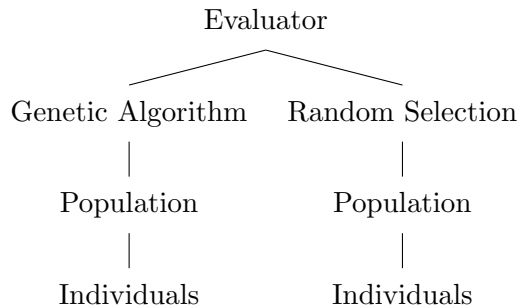 Evaluator
Genetic Algorithm Random Selection
Population Population
Individuals Individuals